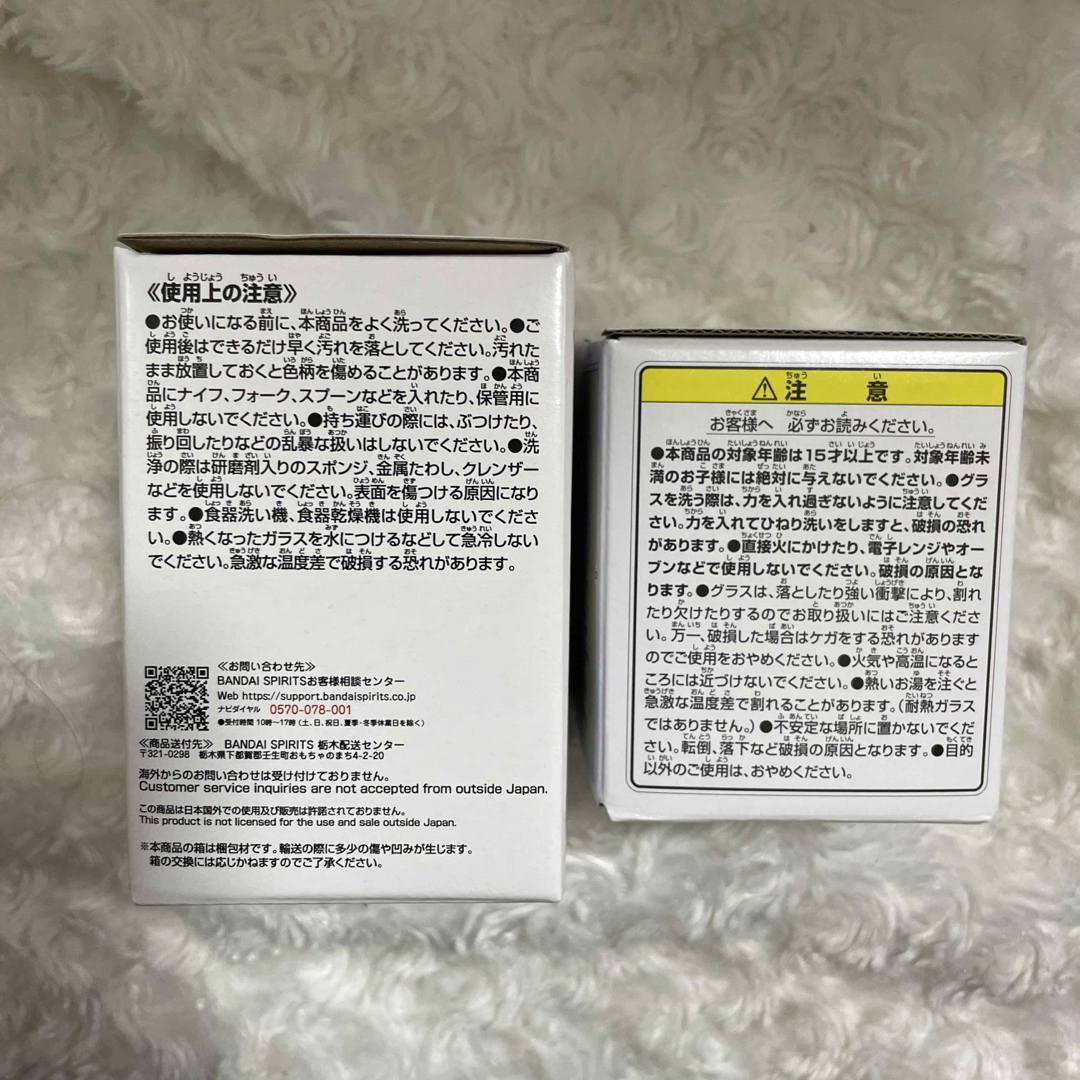 《使用上の注意》
●お使いになる前に、本商品をよく洗ってください。●ご
使用後はできるだけ早く汚れを落としてください。汚れた
まま放置しておくと色柄を傷めることがあります。●本商
品にナイフ、フォーク、スプーンなどを入れたり、保管用に
使用しないでください。●持ち運びの際には、ぶつけたり、
振り回したりなどの乱暴な扱いはしないでください。●洗
浄の際は研磨剤入りのスポンジ、金属たわし、クレンザー
などを使用しないでください。表面を傷つける原因になり
ます。●食器洗い機、食器乾燥機は使用しないでくださ
い。●熱くなったガラスを水につけるなどして急冷しない
でください。急激な温度差で破損する恐れがあります。
≪お問い合わせ先≫
BANDAI SPIRITSお客様相談センター
Web https://support.bandaispirits.co.jp
ナビダイヤル 0570-078-001
●受付時間 10時〜17時(土、日、祝日、夏季・冬季休業日を除く)
≪商品送付先≫ BANDAI SPIRITS 栃木配送センター
〒321-0298 栃木県下都賀郡壬生町おもちゃのまち4-2-20
海外からのお問い合わせは受け付けておりません。
Customer service inquiries are not accepted from outside Japan.
この商品は日本国外での使用及び販売は許諾されておりません。
This product is not licensed for the use and sale outside Japan.
※本商品の箱は梱包材です。輸送の際に多少の傷や凹みが生じます。
箱の交換には応じかねますのでご了承ください。
⚠注意
お客様へ 必ずお読みください。
●本商品の対象年齢は15才以上です。対象年齢未
満のお子様には絶対に与えないでください。●グラ
スを洗う際は、力を入れ過ぎないように注意してくだ
さい。力を入れてひねり洗いをしますと、破損の恐れ
があります。●直接火にかけたり、電子レンジやオー
ブンなどで使用しないでください。破損の原因とな
ります。●グラスは、落としたり強い衝撃により、割れ
たり欠けたりするのでお取り扱いにはご注意くださ
い。万一、破損した場合はケガをする恐れがあります
のでご使用をおやめください。●火気や高温になると
ころには近づけないでください。●熱いお湯を注ぐと
急激な温度差で割れることがあります。(耐熱ガラス
ではありません。)●不安定な場所に置かないでくだ
さい。転倒、落下など破損の原因となります。●目的
以外のご使用は、おやめください。